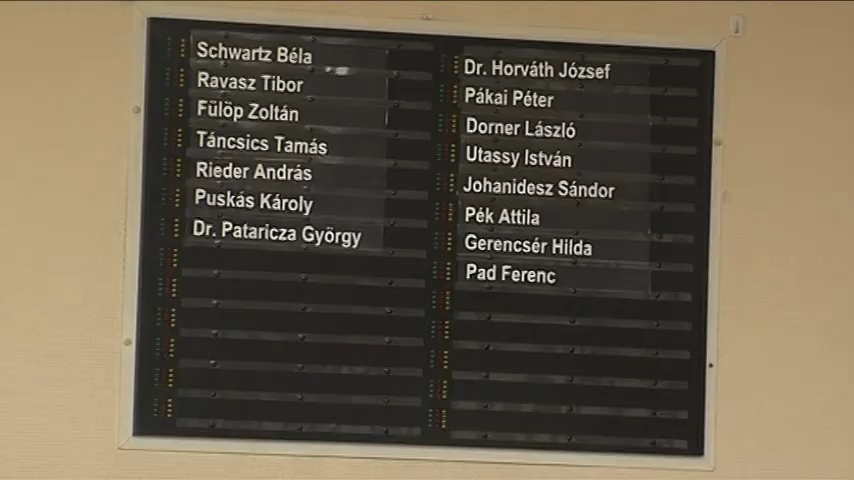 Schwartz Béla
Ravasz Tibor
Fülöp Zoltán
Táncsics Tamás
Rieder András
Puskás Károly
Dr. Pataricza György
Dr. Horváth József
Pákai Péter
Dorner László
Utassy István
Johanidesz Sándor
Pék Attila
Gerencsér Hilda
Pad Ferenc